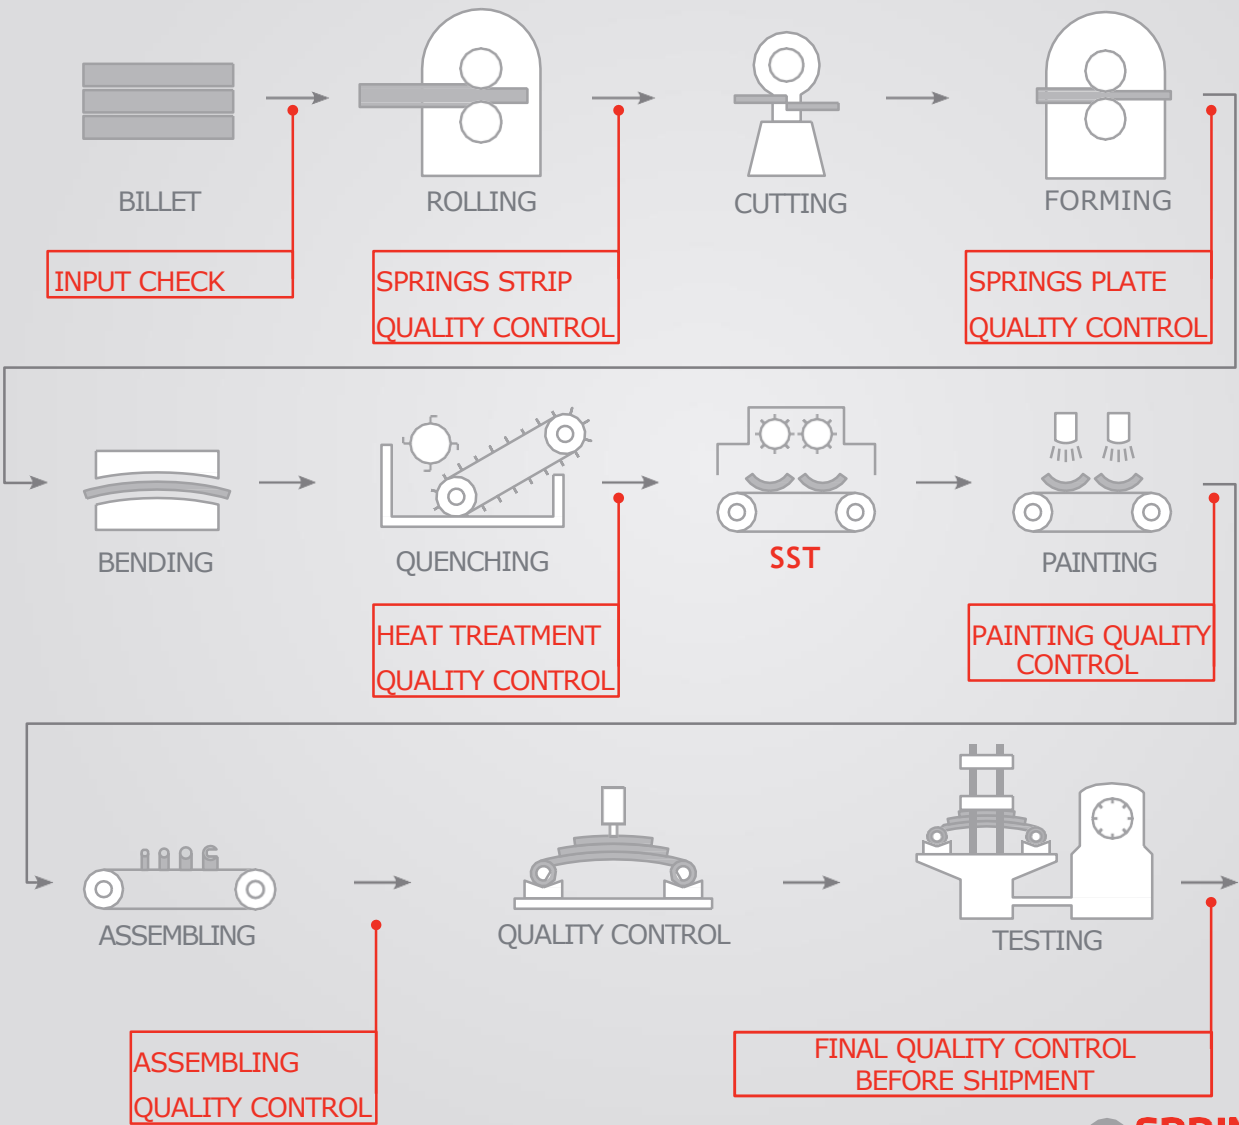 BILLET
ROLLING
CUTTING
FORMING
INPUT CHECK
SPRINGS STRIP
QUALITY CONTROL
SPRINGS PLATE
QUALITY CONTROL
BENDING
QUENCHING
SST
PAINTING
HEAT TREATMENT
QUALITY CONTROL
PAINTING QUALITY
CONTROL
ASSEMBLING
QUALITY CONTROL
TESTING
ASSEMBLING
QUALITY CONTROL
FINAL QUALITY CONTROL
BEFORE SHIPMENT